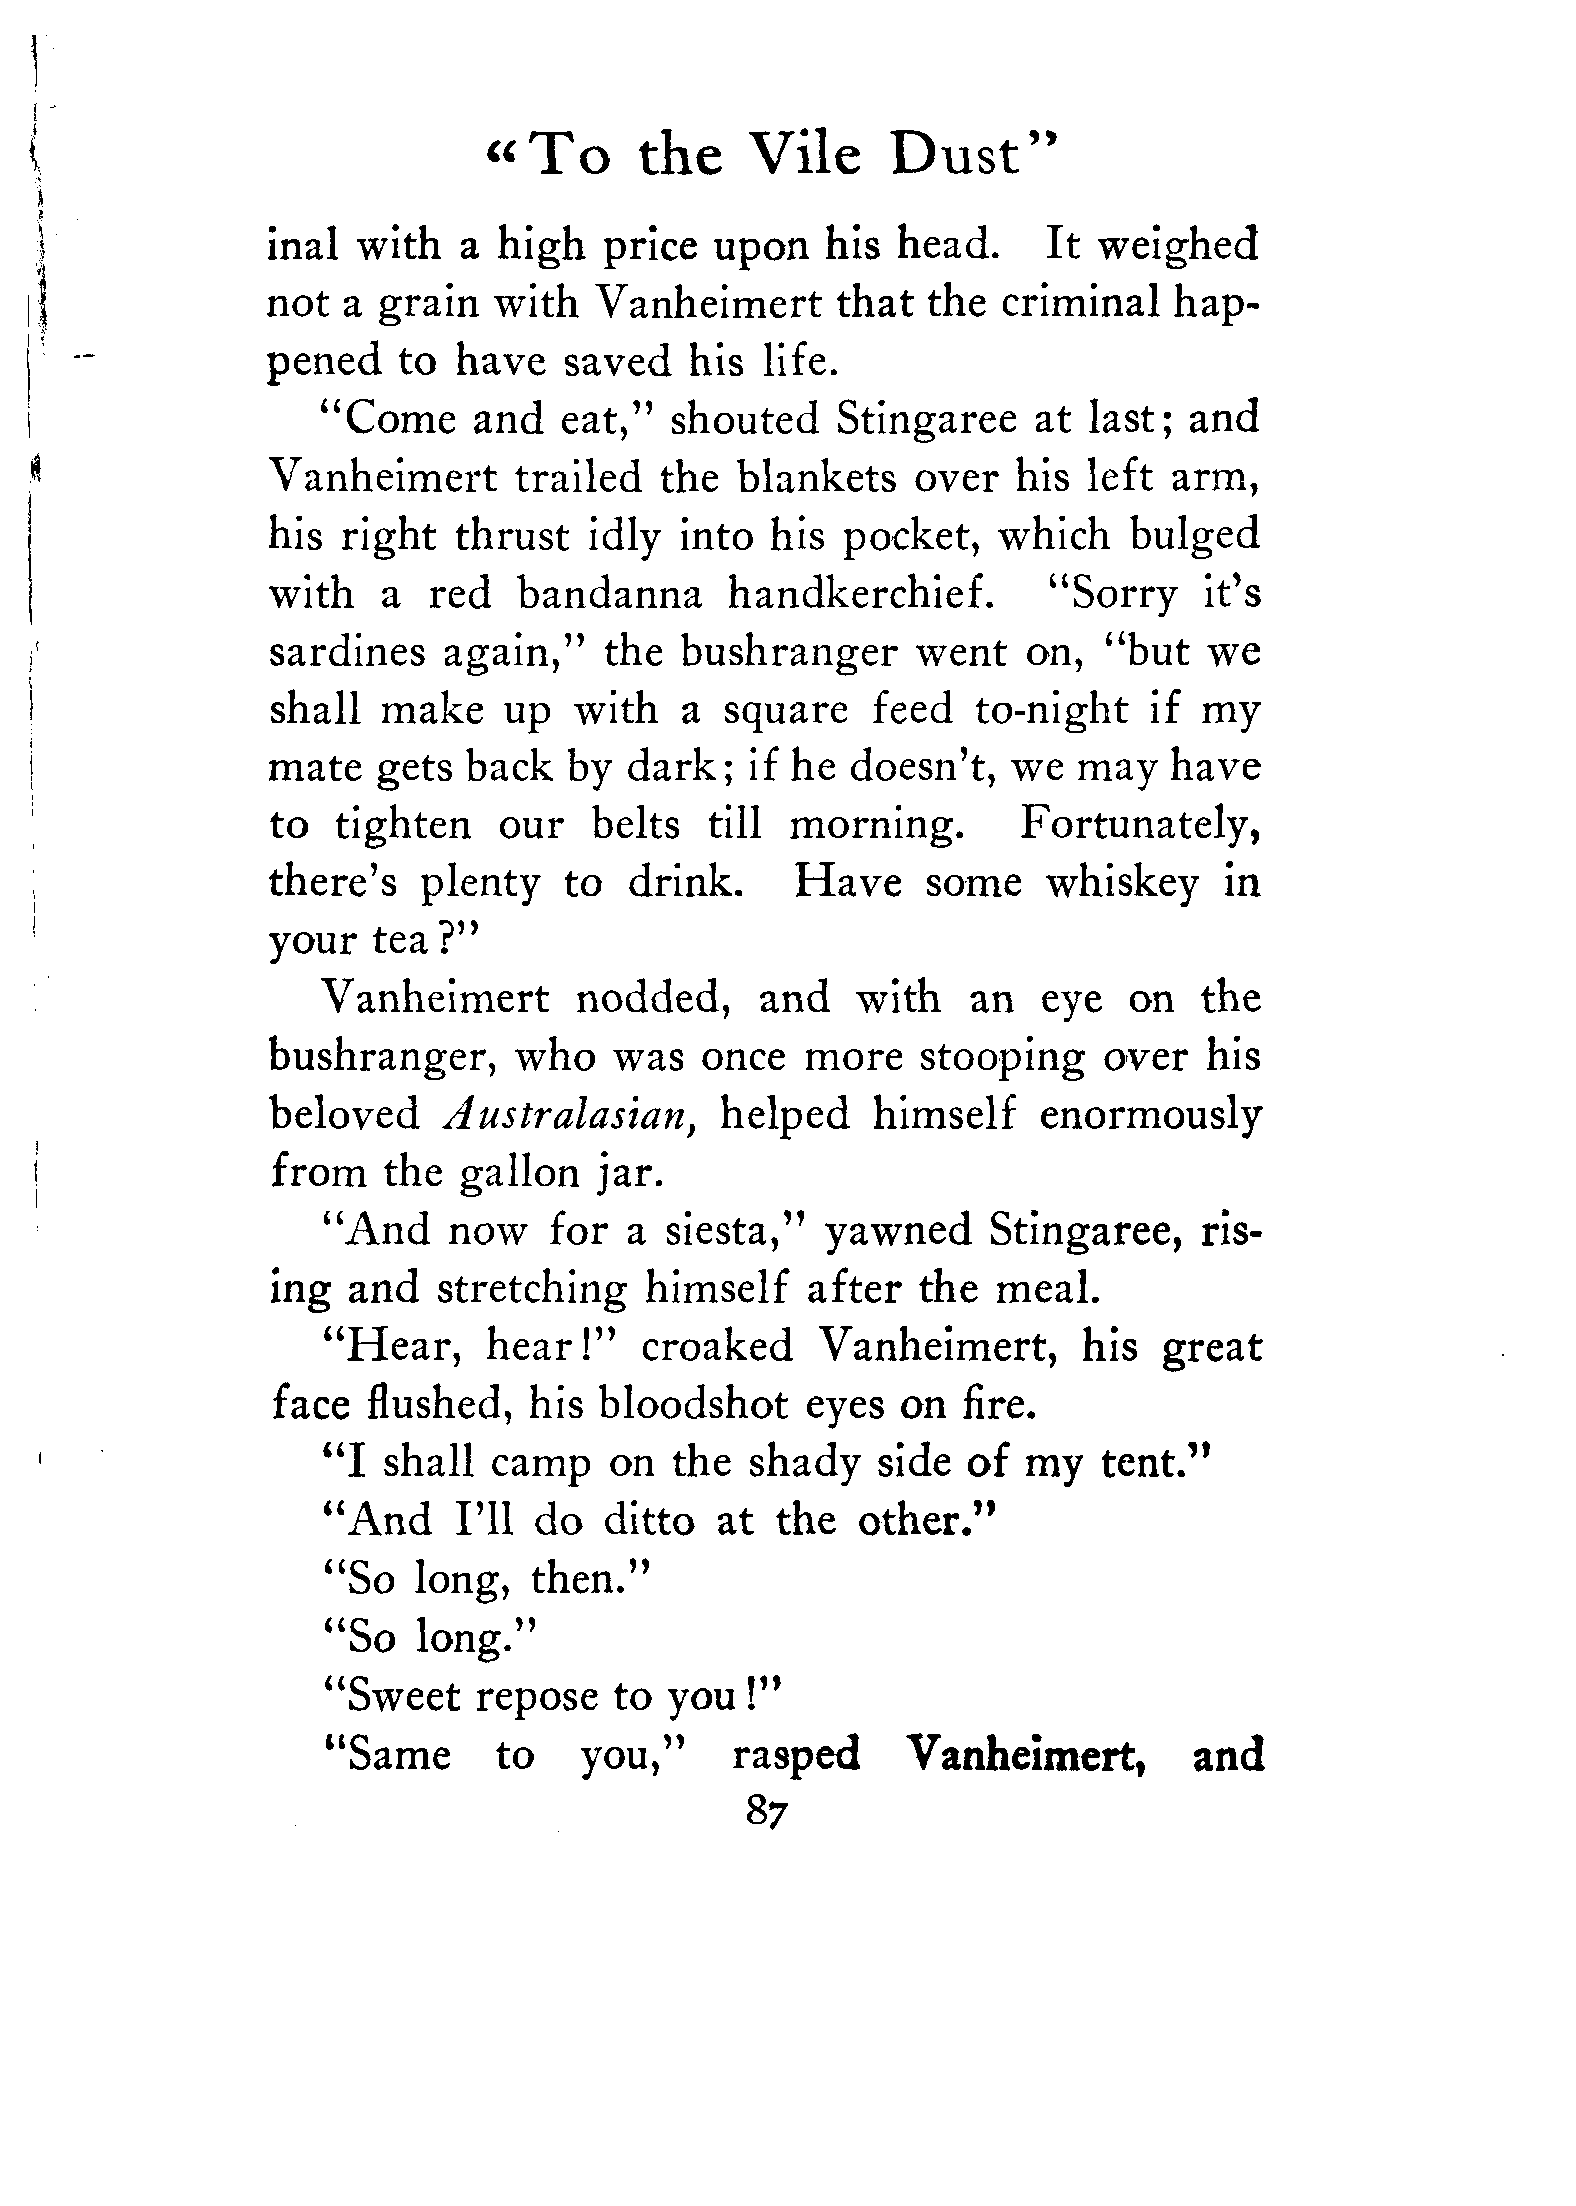 "To the Vile Dust"
inal with a high price upon his head. It weighed
not a grain with Vanheimert that the criminal hap-
pened to have saved his life.
"Come and eat," shouted Stingaree at last; and
Vanheimert trailed the blankets over his left arm,
his right thrust idly into his pocket, which bulged
with a red bandanna handkerchief. "Sorry it's
sardines again," the bushranger went on, "but we
shall make up with a square feed to-night if my
mate gets back by dark; if he doesn't, we may have
to tighten our belts till morning. Fortunately,
there's plenty to drink. Have some whiskey in
your tea?"
Vanheimert nodded, and with an eye on the
bushranger, who was once more stooping over his
beloved Australasian, helped himself enormously
from the gallon jar.
"And now for a siesta," yawned Stingaree, ris-
ing and stretching himself after the meal.
"Hear, hear!" croaked Vanheimert, his great
face flushed, his bloodshot eyes on fire.
"I shall camp on the shady side of my tent."
"And I'll do ditto at the other."
"So long, then."
"So long."
"Sweet repose to you!"
"Same to you," rasped Vanheimert, and
87